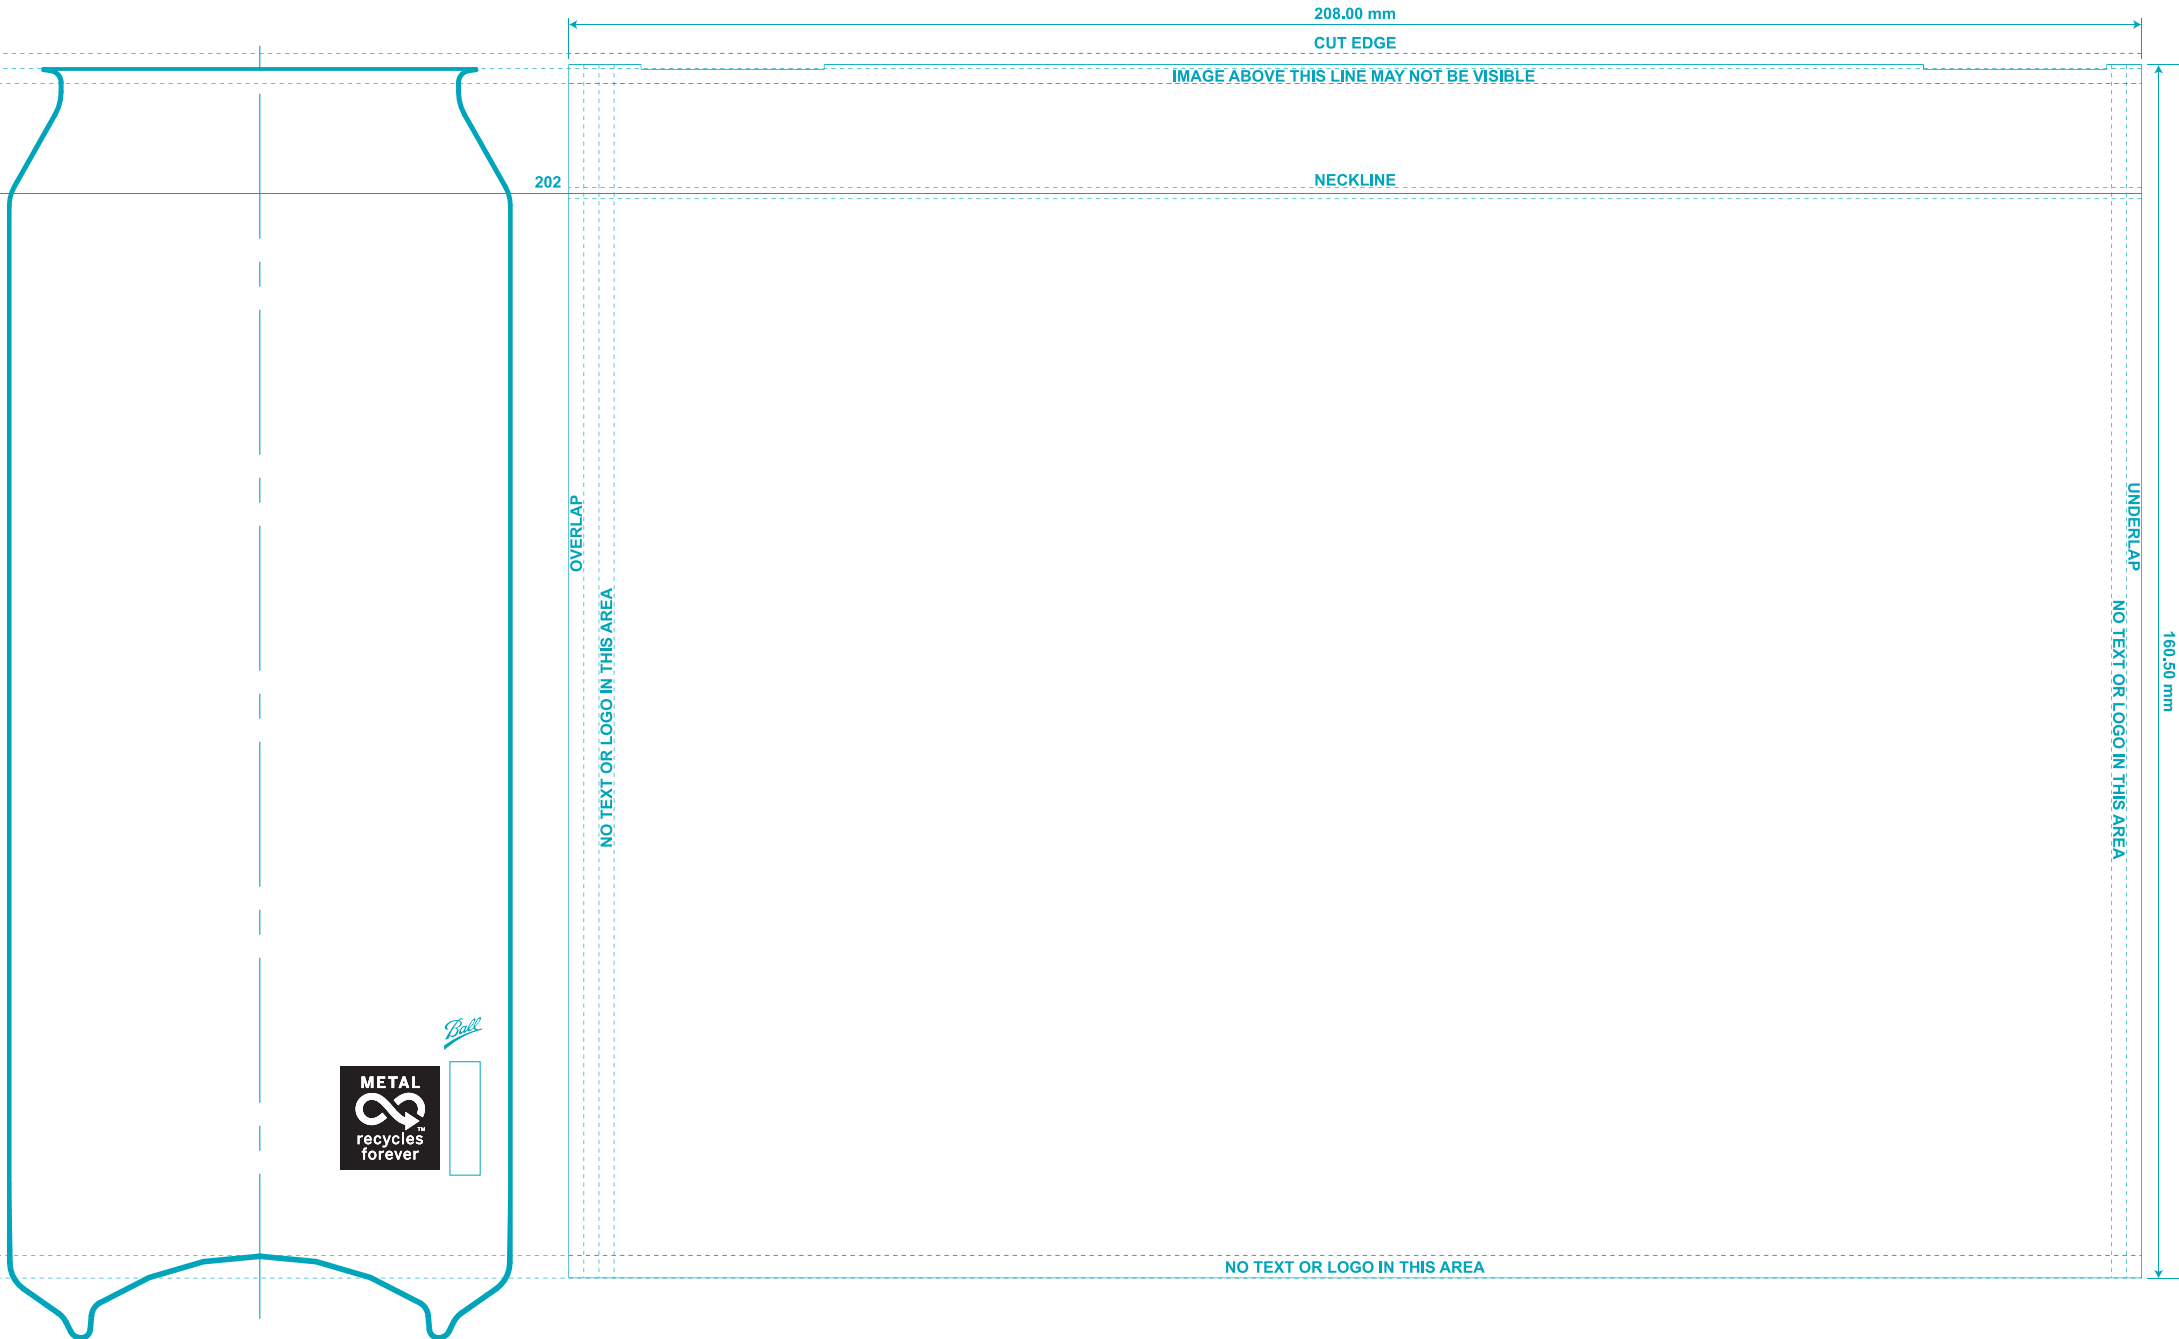 208.00 mm
CUT EDGE
IMAGE ABOVE THIS LINE MAY NOT BE VISIBLE
202
NECKLINE
OVERLAP
NO TEXT OR LOGO IN THIS AREA
UNDERLAP
NO TEXT OR LOGO IN THIS AREA
160.50 mm
Ball
METAL
TM
recycles
forever
NO TEXT OR LOGO IN THIS AREA